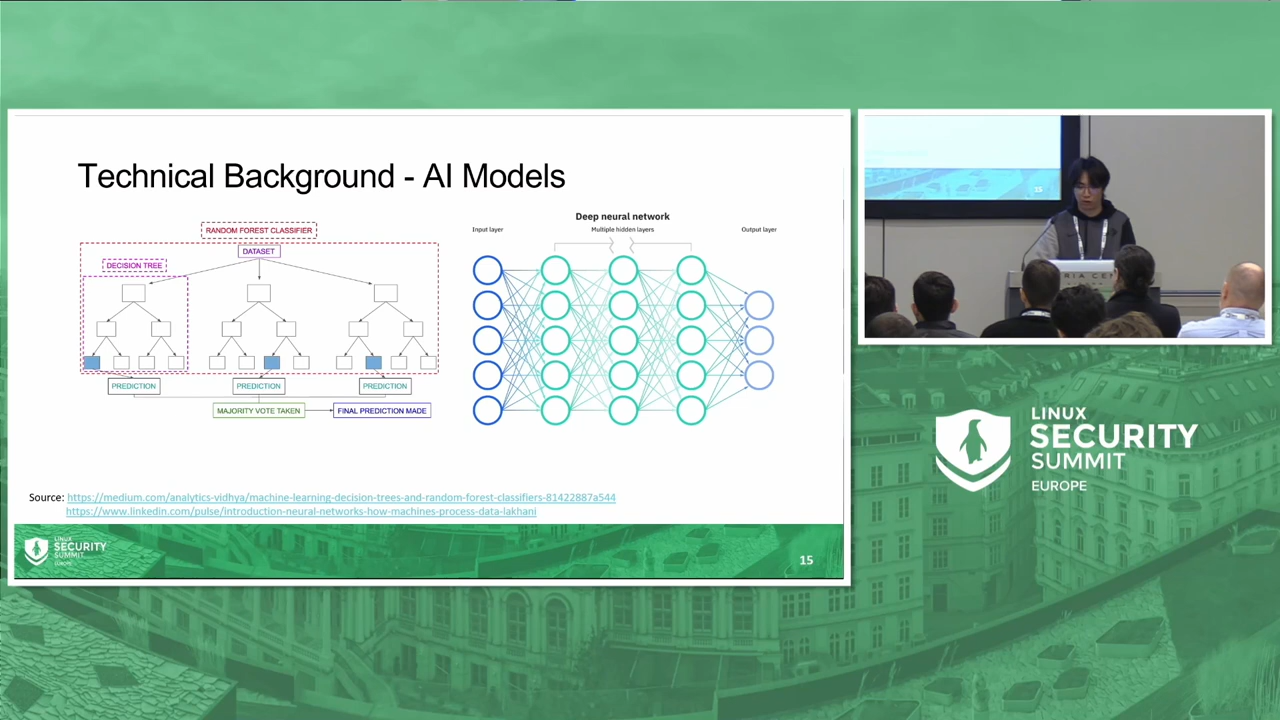 Technical Background - AI Models
RANDOM FOREST CLASSIFIER
DATASET
DECISION TREE
PREDICTION
PREDICTION
PREDICTION
MAJORITY VOTE TAKEN
FINAL PREDICTION MADE
Deep neural network
Input layer
Multiple hidden layers
Output layer
Source: https://medium.com/analytics-vidhya/machine-learning-decision-trees-and-random-forest-classifiers-81422887a544
https://www.linkedin.com/pulse/introduction-neural-networks-how-machines-process-data-lakhani
LINUX
SECURITY
SUMMIT
EUROPE
15
15
LINUX
SECURITY
SUMMIT
EUROPE